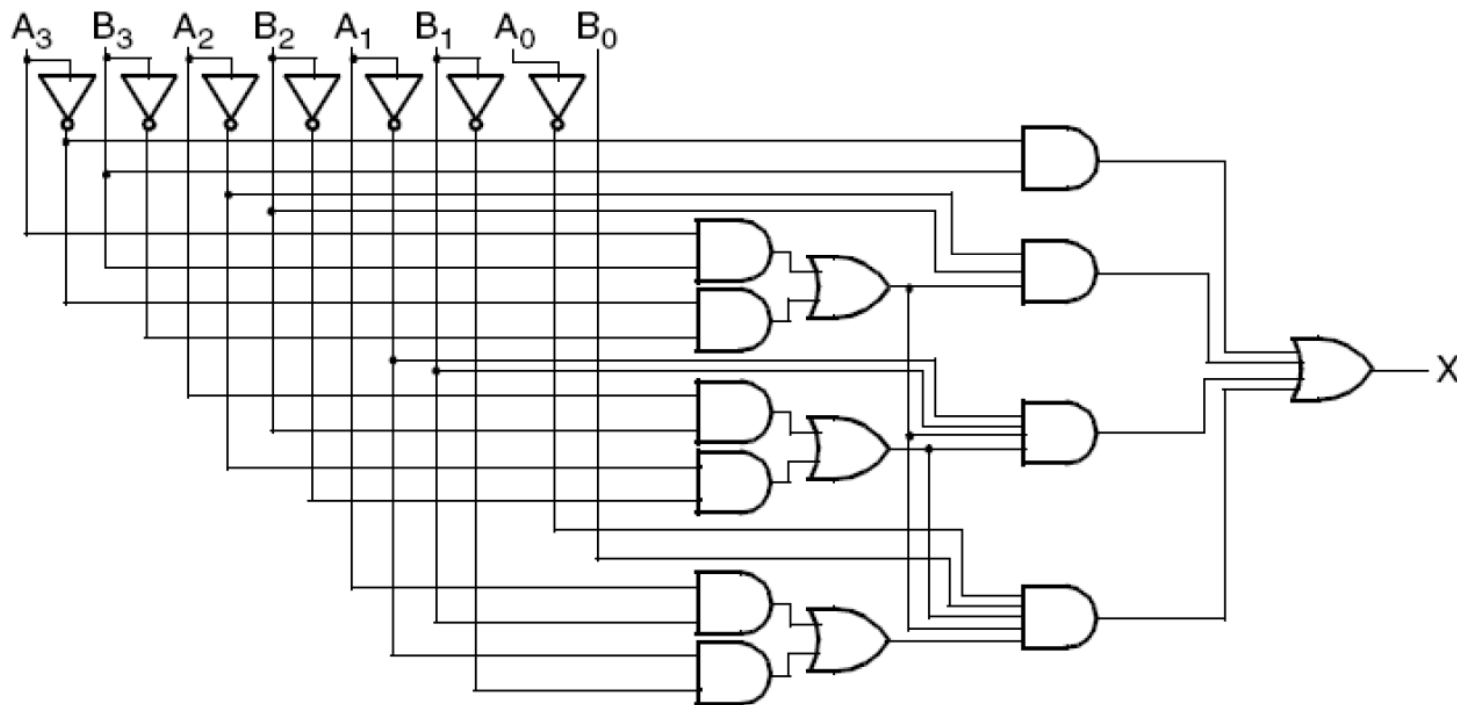 A₃ B₃ A₂ B₂ A₁ B₁ A₀ B₀
X